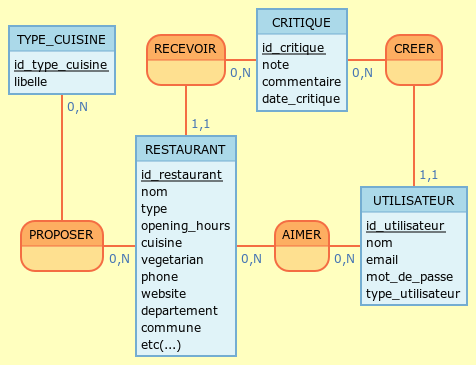 TYPE_CUISINE
id_type_cuisine
libelle
0,N
RECEVOIR
0,N
1,1
CRITIQUE
id_critique
note
commentaire
date_critique
0,N
CREER
1,1
PROPOSER
0,N
RESTAURANT
id_restaurant
nom
type
opening_hours
cuisine
vegetarian
phone
website
departement
commune
etc(...)
0,N
AIMER
0,N
UTILISATEUR
id_utilisateur
nom
email
mot_de_passe
type_utilisateur